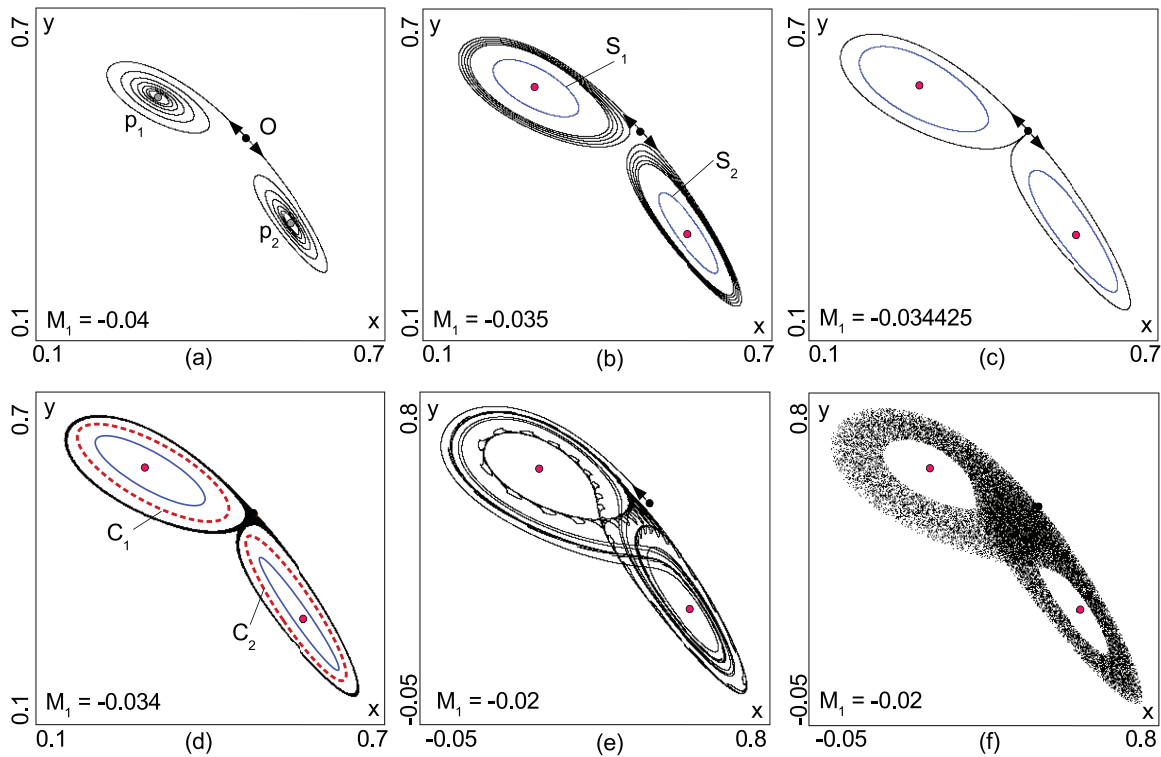 y
0.7
p1
O
p2
M1 = -0.04
x
0.1
0.1
(a)
0.7
y
0.7
S1
S2
M1 = -0.035
x
0.1
0.1
(b)
0.7
y
0.7
M1 = -0.034425
x
0.1
0.1
(c)
0.7
y
0.7
C1
C2
M1 = -0.034
x
0.1
0.1
(d)
0.7
y
0.8
M1 = -0.02
x
-0.05
-0.05
(e)
0.8
y
0.8
M1 = -0.02
x
-0.05
-0.05
(f)
0.8